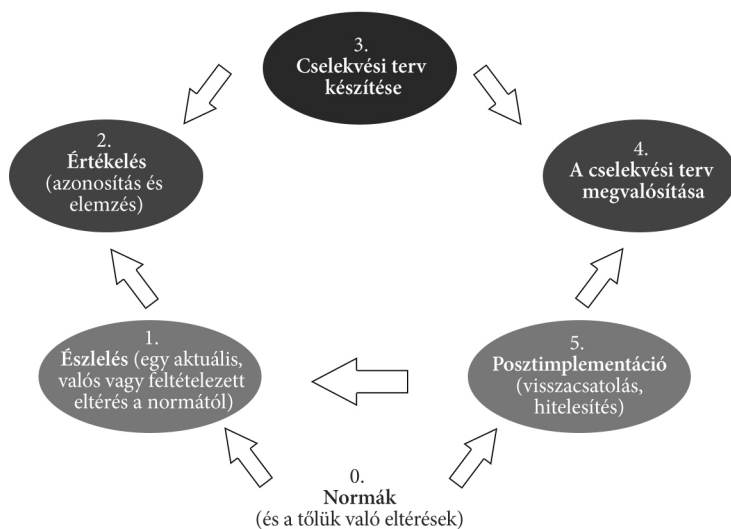 3.
Cselekvési terv
készítése
2.
Értékelés
(azonosítás és
elemzés)
4.
A cselekvési terv
megvalósítása
1.
Észlelés (egy aktuális,
valós vagy feltételezett
eltérés a normától)
5.
Posztimplementáció
(visszacsatolás,
hitelesítés)
0.
Normák
(és a tőlük való eltérések)